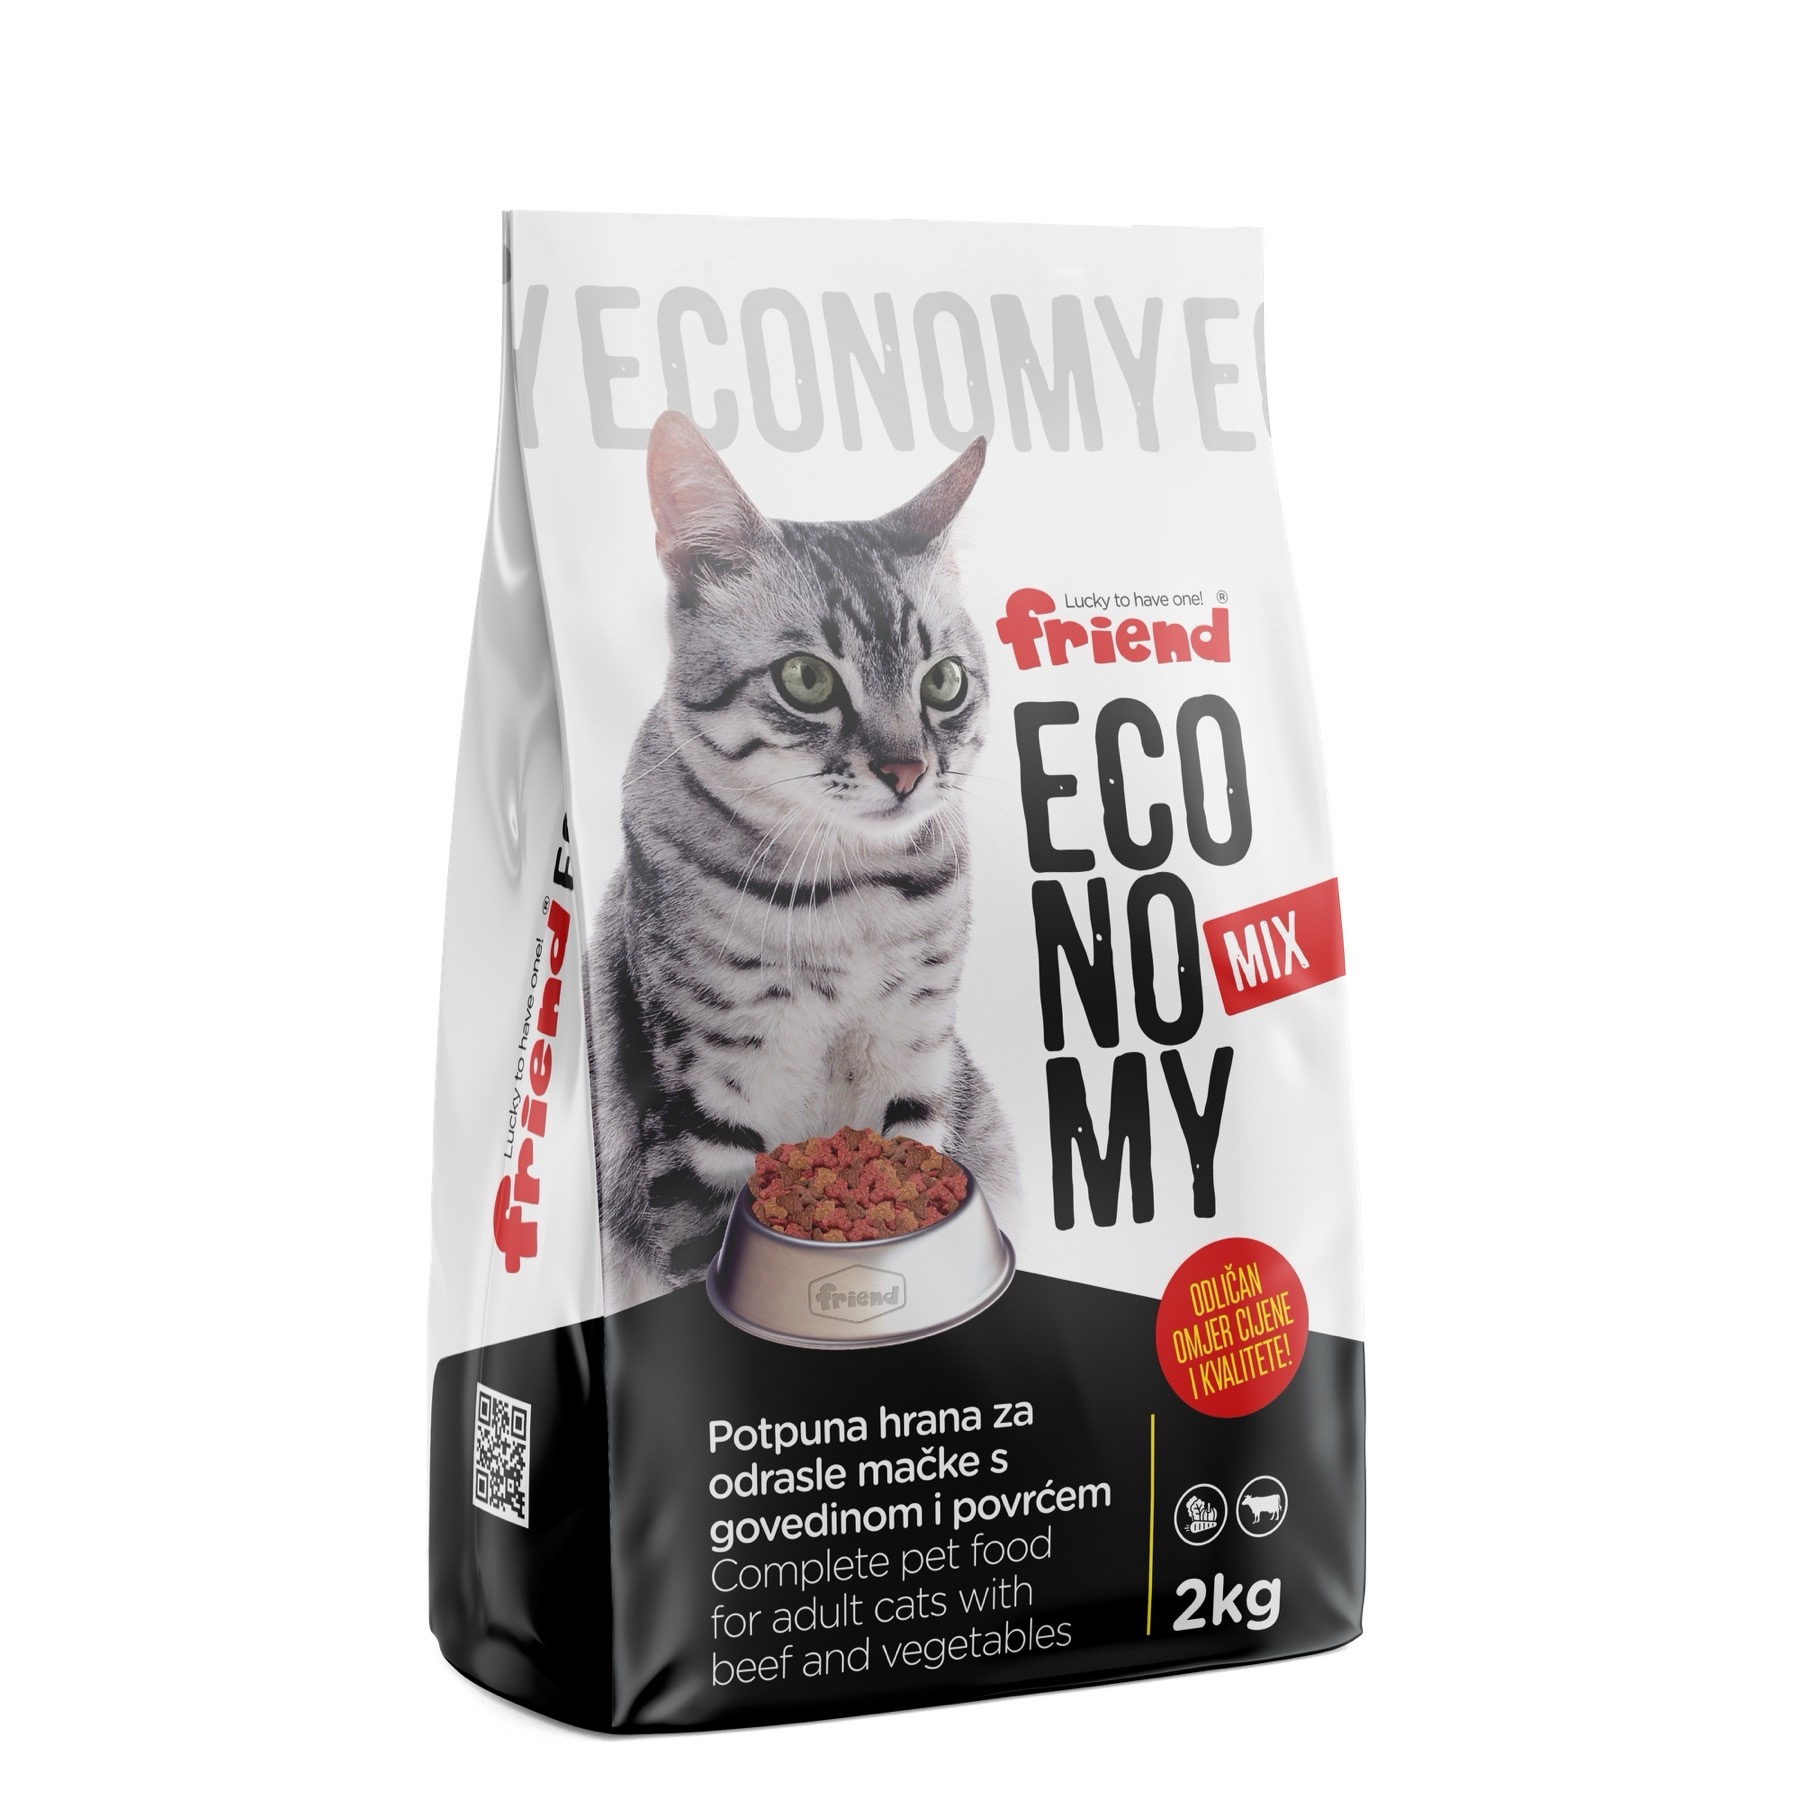 Y ECONOMY EC
Lucky to have one! ®
friend
ECO
NO
MY
MIX
Lucky to have one! ®
friend EC
friend
ODLIČAN
OMJER CIJENE
I KVALITETE!
Potpuna hrana za
odrasle mačke s
govedinom i povrćem
Complete pet food
for adult cats with
beef and vegetables
2kg